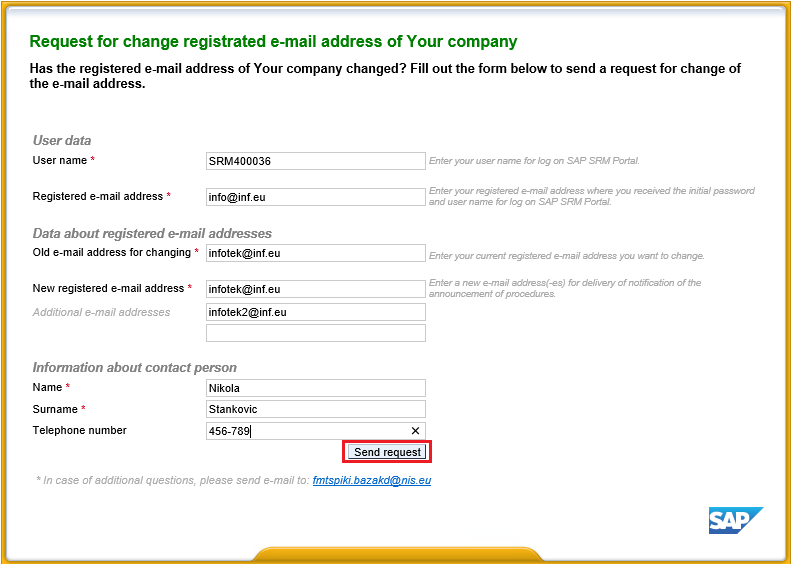 Request for change registrated e-mail address of Your company
Has the registered e-mail address of Your company changed? Fill out the form below to send a request for change of
the e-mail address.
User data
User name * SRM400036 Enter your user name for log on SAP SRM Portal.
Registered e-mail address * info@inf.eu Enter your registered e-mail address where you received the initial password
and user name for log on SAP SRM Portal.
Data about registered e-mail addresses
Old e-mail address for changing * infotek@inf.eu Enter your current registered e-mail address you want to change.
New registered e-mail address * infotek@inf.eu Enter a new e-mail address(-es) for delivery of notification of the
announcement of procedures.
Additional e-mail addresses infotek2@inf.eu
Information about contact person
Name * Nikola
Surname * Stankovic
Telephone number 456-789 ✕
Send request
* In case of additional questions, please send e-mail to: fmtspiki.bazakd@nis.eu
SAP